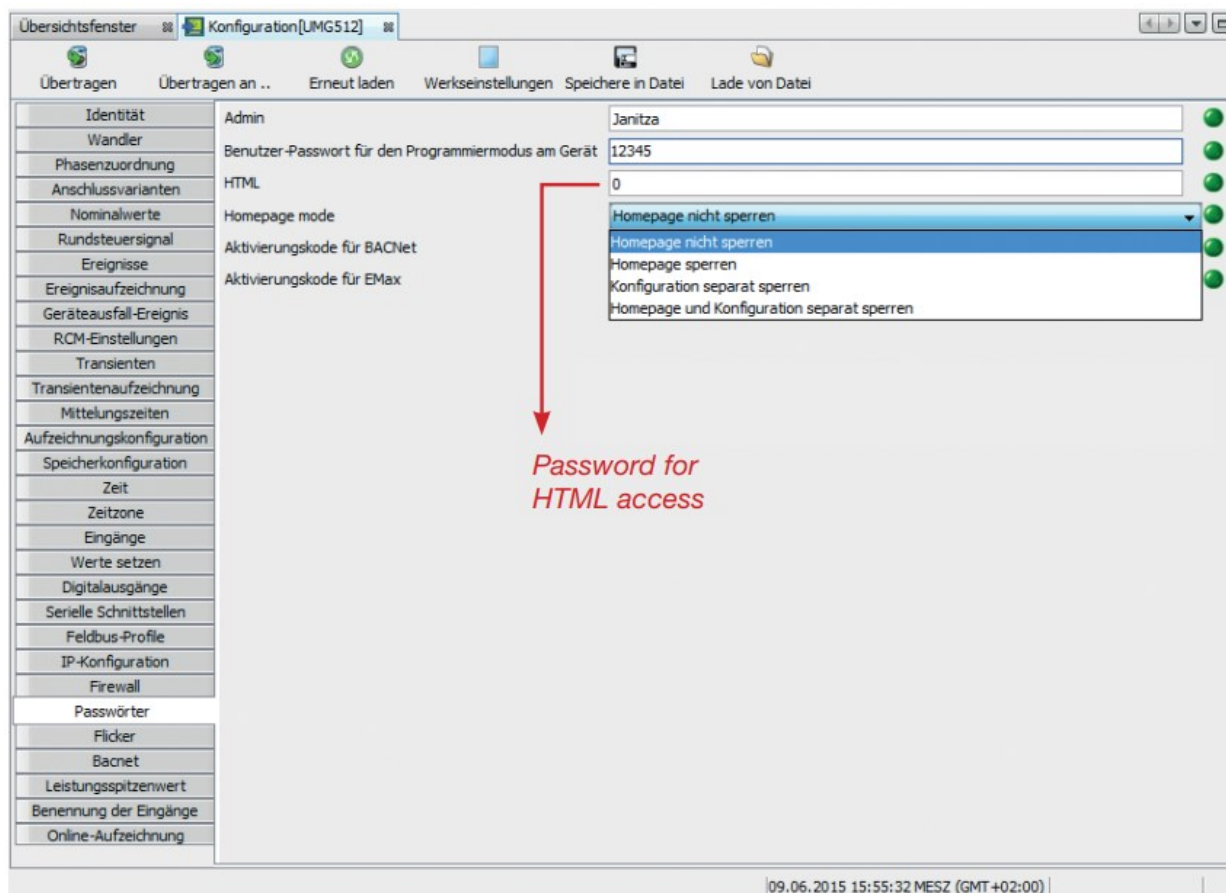 Übersichtsfenster
Konfiguration[UMG512]
Übertragen
Übertragen an ..
Erneut laden
Werkseinstellungen
Speichere in Datei
Lade von Datei
Identität
Wandler
Phasenzuordnung
Anschlussvarianten
Nominalwerte
Rundsteuersignal
Ereignisse
Ereignisaufzeichnung
Geräteausfall-Ereignis
RCM-Einstellungen
Transienten
Transientenaufzeichnung
Mittelungszeiten
Aufzeichnungskonfiguration
Speicherkonfiguration
Zeit
Zeitzone
Eingänge
Werte setzen
Digitalausgänge
Serielle Schnittstellen
Feldbus-Profile
IP-Konfiguration
Firewall
Passwörter
Flicker
Bacnet
Leistungsspitzenwert
Benennung der Eingänge
Online-Aufzeichnung
Admin
Janitza
Benutzer-Passwort für den Programmiermodus am Gerät
12345
HTML
0
Homepage mode
Homepage nicht sperren
Aktivierungskode für BACNet
Aktivierungskode für EMax
Homepage nicht sperren
Homepage sperren
Konfiguration separat sperren
Homepage und Konfiguration separat sperren
Password for
HTML access
09.06.2015 15:55:32 MESZ (GMT+02:00)